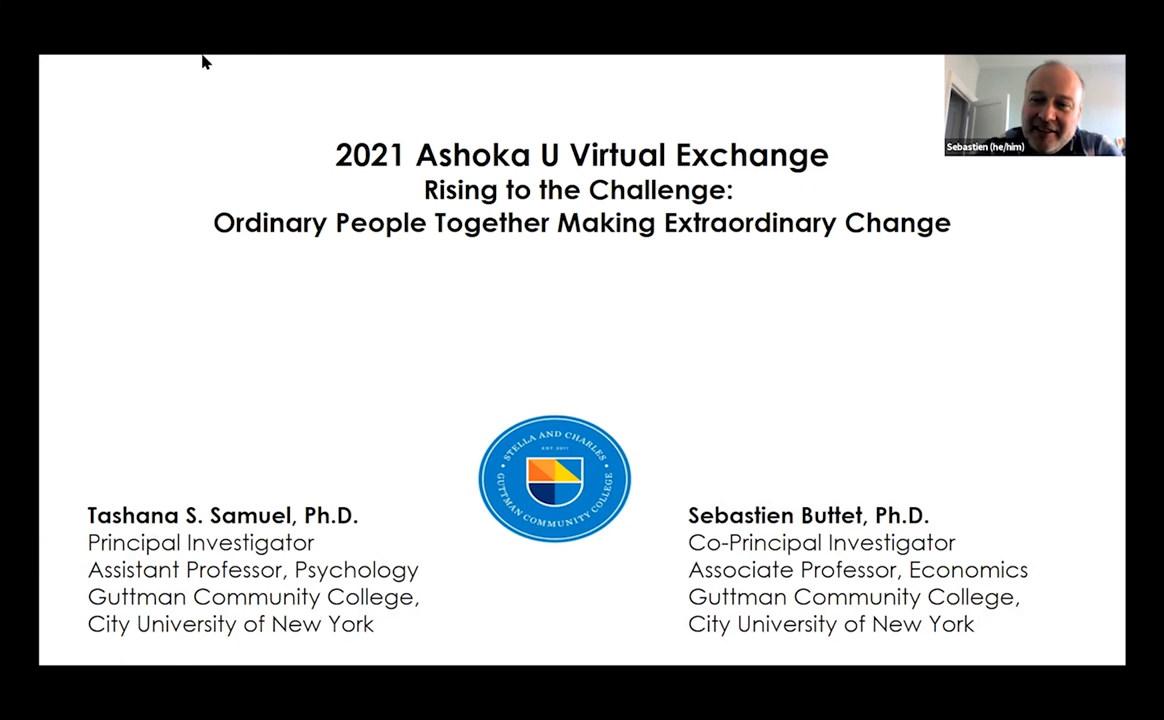 2021 Ashoka U Virtual Exchange
Rising to the Challenge:
Ordinary People Together Making Extraordinary Change
Sebastien (he/him)
STELLA AND CHARLES
EST 2011
GUTTMAN COMMUNITY COLLEGE
Tashana S. Samuel, Ph.D.
Principal Investigator
Assistant Professor, Psychology
Guttman Community College,
City University of New York
Sebastien Buttet, Ph.D.
Co-Principal Investigator
Associate Professor, Economics
Guttman Community College,
City University of New York